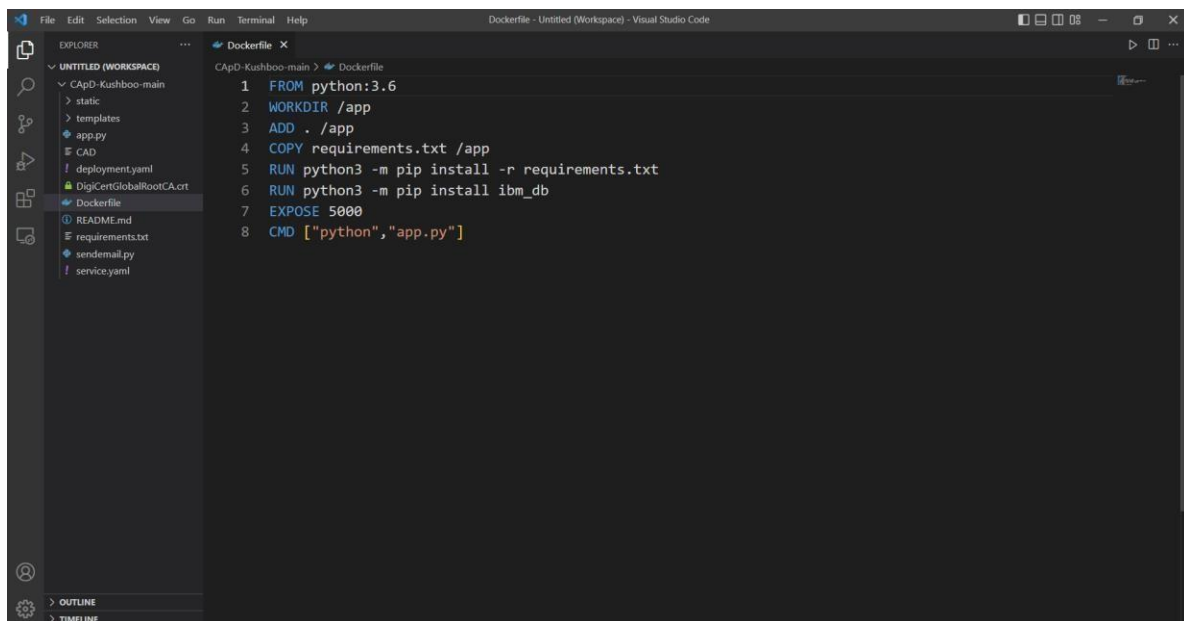 File Edit Selection View Go Run Terminal Help Dockerfile - Untitled (Workspace) - Visual Studio Code
EXPLORER ...
UNTITLED (WORKSPACE)
CApD-Kushboo-main
static
templates
app.py
CAD
deployment.yaml
DigiCertGlobalRootCA.crt
Dockerfile
README.md
requirements.txt
sendemail.py
service.yaml
OUTLINE
TIMELINE
Dockerfile
CApD-Kushboo-main > Dockerfile
1 FROM python:3.6
2 WORKDIR /app
3 ADD . /app
4 COPY requirements.txt /app
5 RUN python3 -m pip install -r requirements.txt
6 RUN python3 -m pip install ibm_db
7 EXPOSE 5000
8 CMD ["python","app.py"]